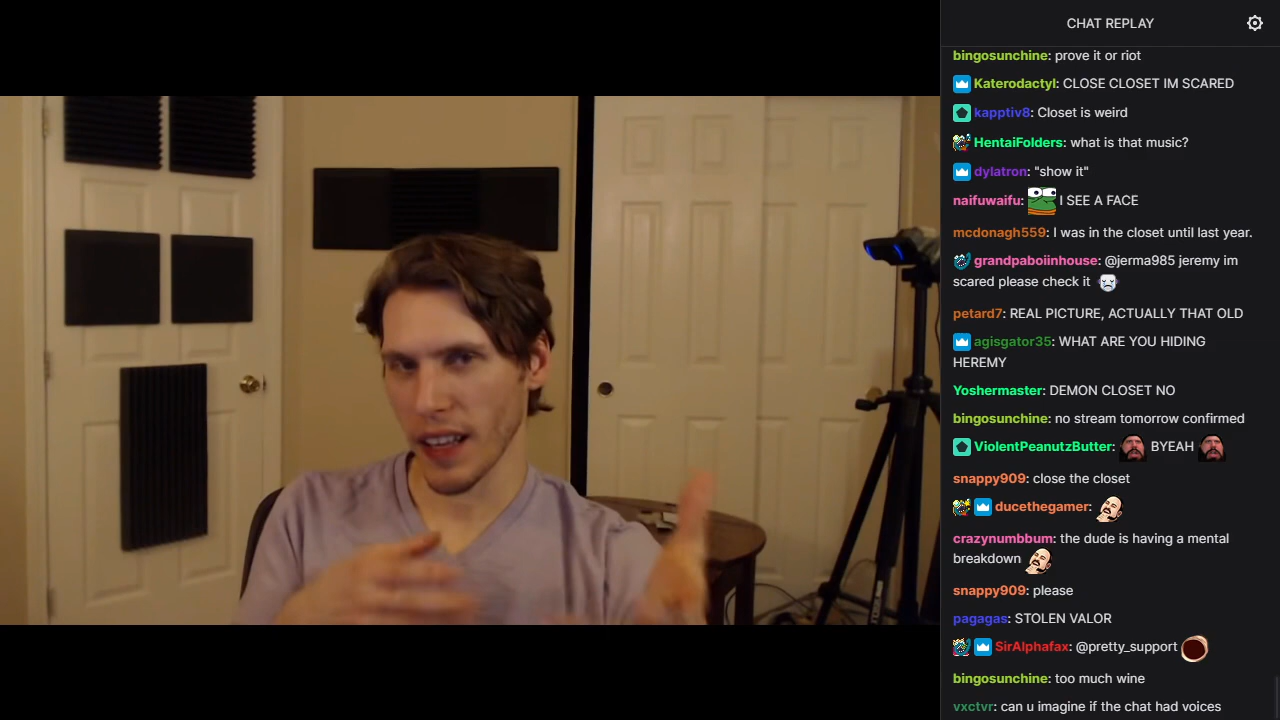 CHAT REPLAY
bingosunchine: prove it or riot
Katerodactyl: CLOSE CLOSET IM SCARED
kapptiv8: Closet is weird
HentaiFolders: what is that music?
dylatron: "show it"
naifuwaifu: I SEE A FACE
mcdonagh559: I was in the closet until last year.
grandpaboiinhouse: @jerma985 jeremy im
scared please check it
petard7: REAL PICTURE, ACTUALLY THAT OLD
agisgator35: WHAT ARE YOU HIDING
HEREMY
Yoshermaster: DEMON CLOSET NO
bingosunchine: no stream tomorrow confirmed
ViolentPeanutzButter: BYEAH
snappy909: close the closet
ducethegamer:
crazynumbbum: the dude is having a mental
breakdown
snappy909: please
pagagas: STOLEN VALOR
SirAlphafax: @pretty_support
bingosunchine: too much wine
vxctvr: can u imagine if the chat had voices